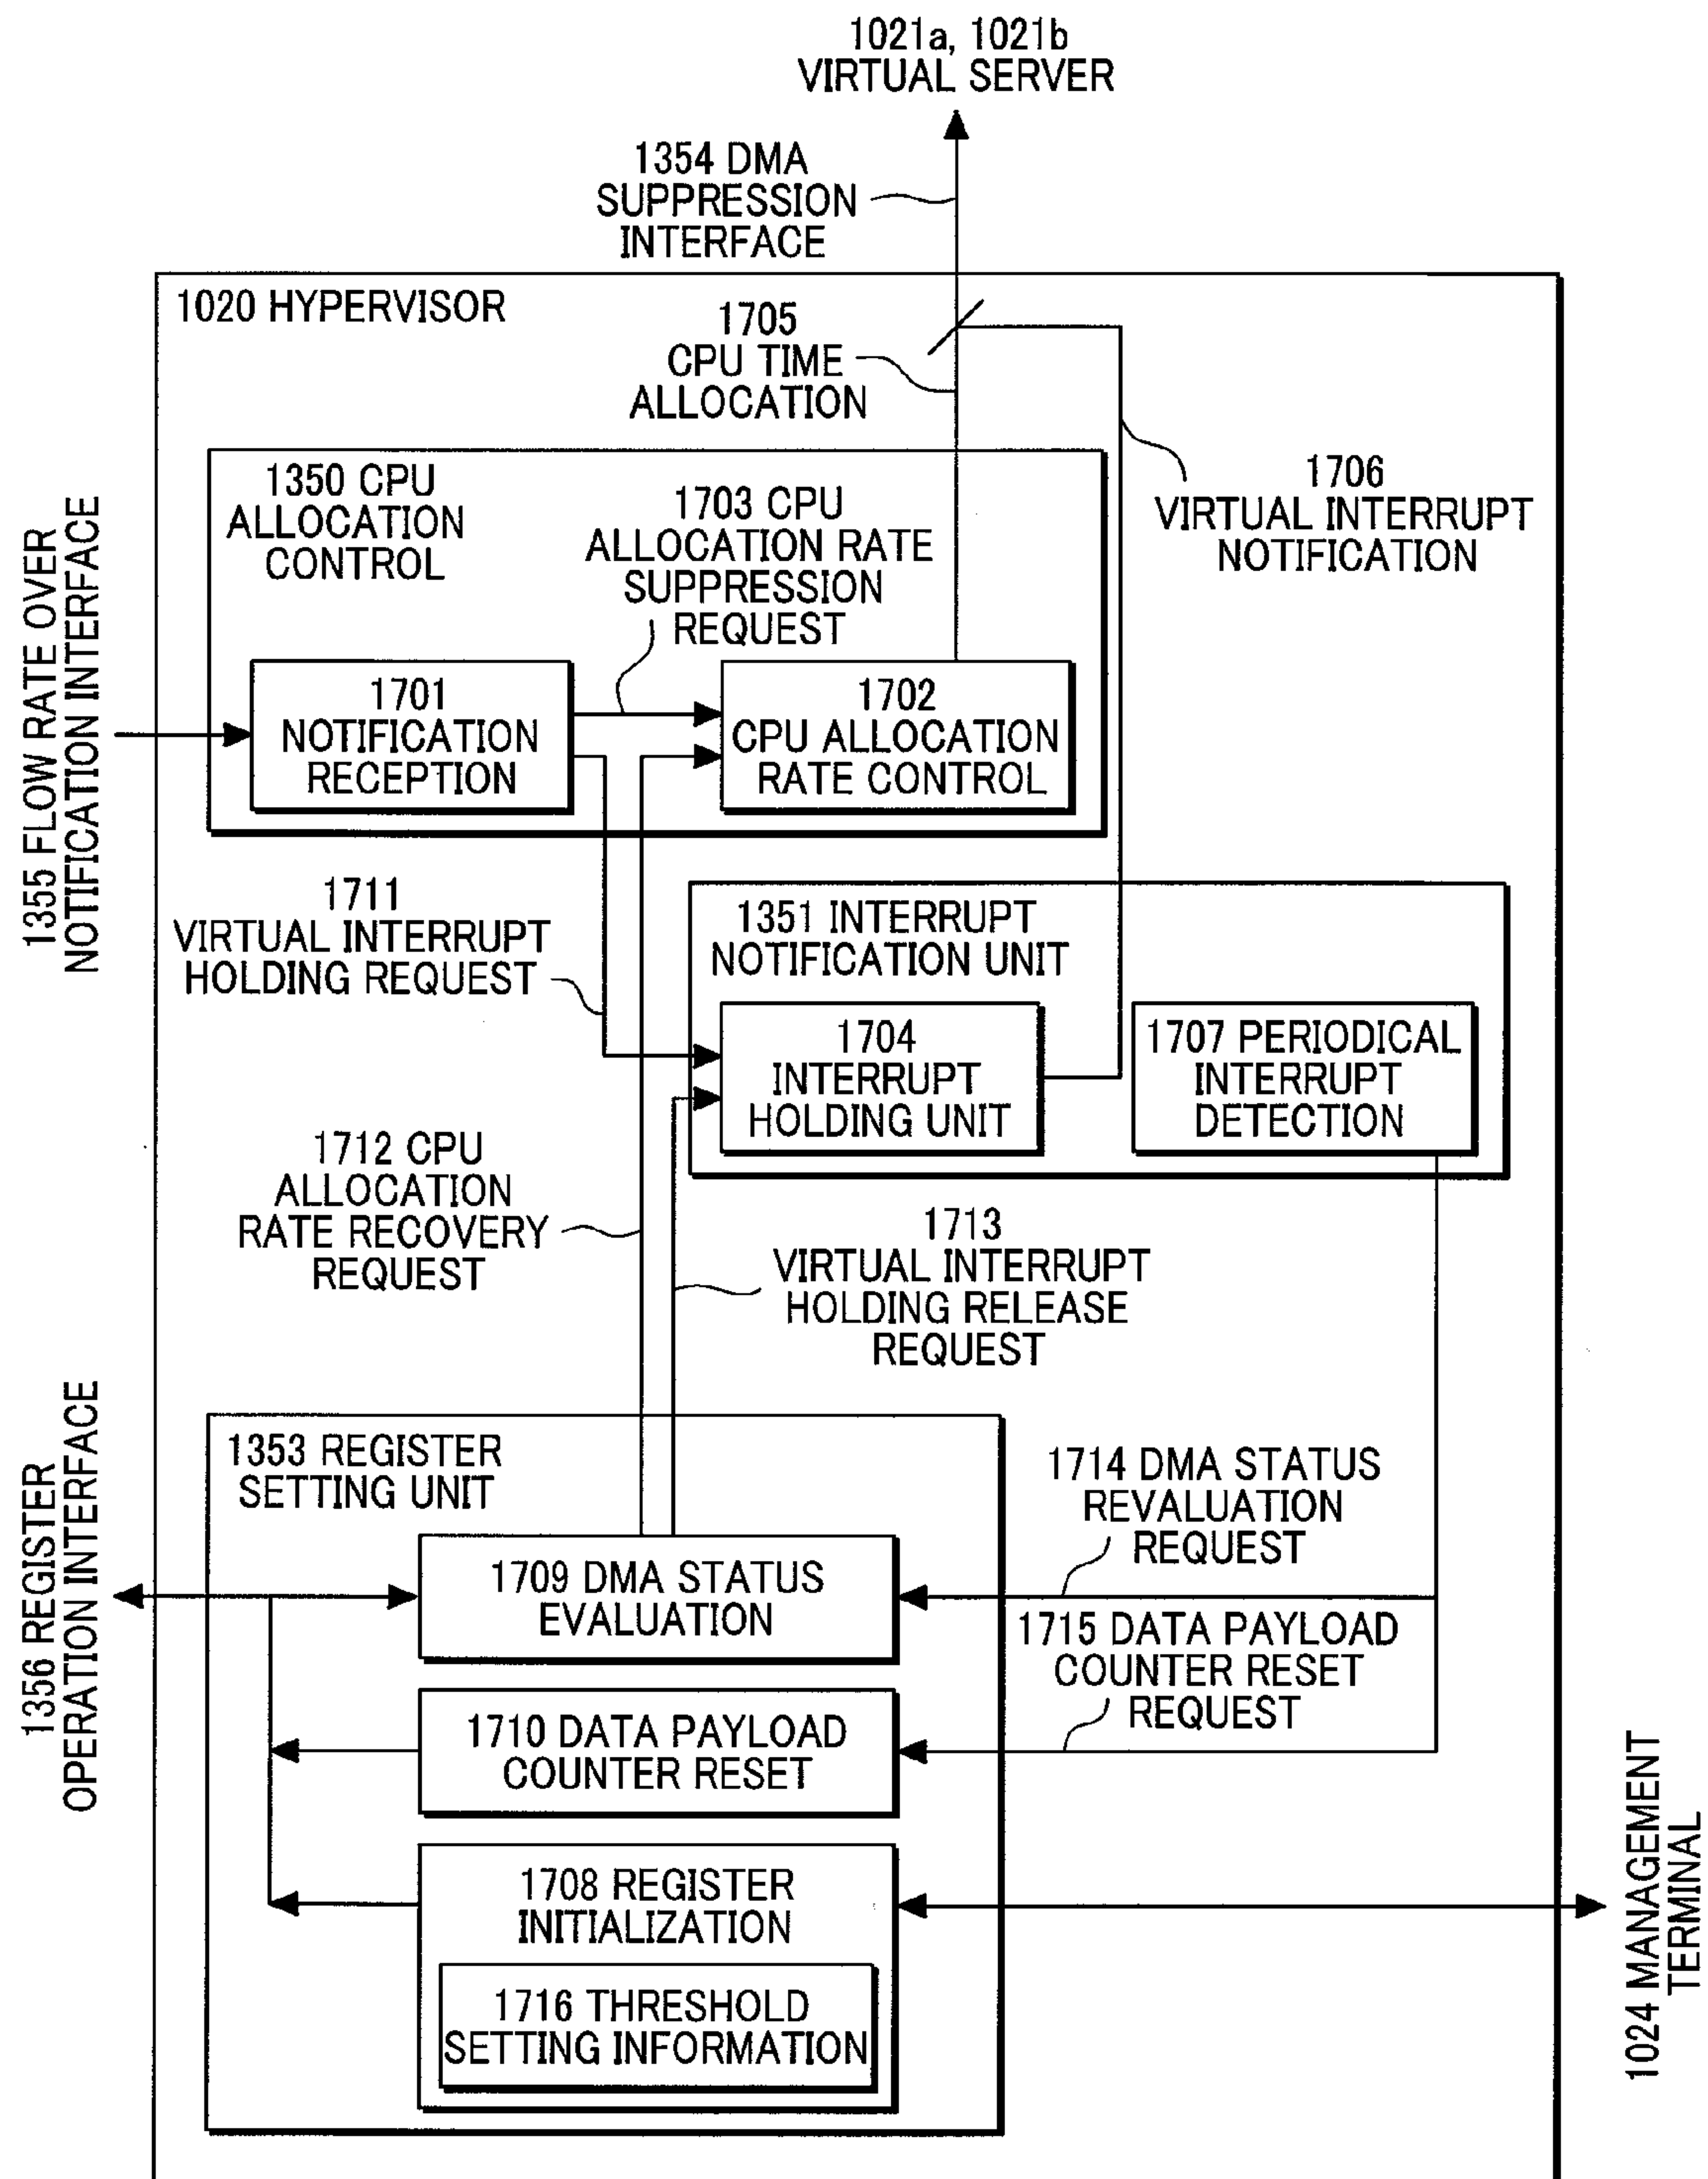 1021a, 1021b
VIRTUAL SERVER
1354 DMA
SUPPRESSION
INTERFACE
1020 HYPERVISOR
1705
CPU TIME
ALLOCATION
1706
VIRTUAL INTERRUPT
NOTIFICATION
1350 CPU
ALLOCATION
CONTROL
1703 CPU
ALLOCATION RATE
SUPPRESSION
REQUEST
1355 FLOW RATE OVER
NOTIFICATION INTERFACE
1701
NOTIFICATION
RECEPTION
1702
CPU ALLOCATION
RATE CONTROL
1711
VIRTUAL INTERRUPT
HOLDING REQUEST
1351 INTERRUPT
NOTIFICATION UNIT
1704
INTERRUPT
HOLDING UNIT
1707 PERIODICAL
INTERRUPT
DETECTION
1712 CPU
ALLOCATION
RATE RECOVERY
REQUEST
1713
VIRTUAL INTERRUPT
HOLDING RELEASE
REQUEST
1356 REGISTER
OPERATION INTERFACE
1353 REGISTER
SETTING UNIT
1714 DMA STATUS
REVALUATION
REQUEST
1709 DMA STATUS
EVALUATION
1715 DATA PAYLOAD
COUNTER RESET
REQUEST
1710 DATA PAYLOAD
COUNTER RESET
1708 REGISTER
INITIALIZATION
1716 THRESHOLD
SETTING INFORMATION
1024 MANAGEMENT
TERMINAL